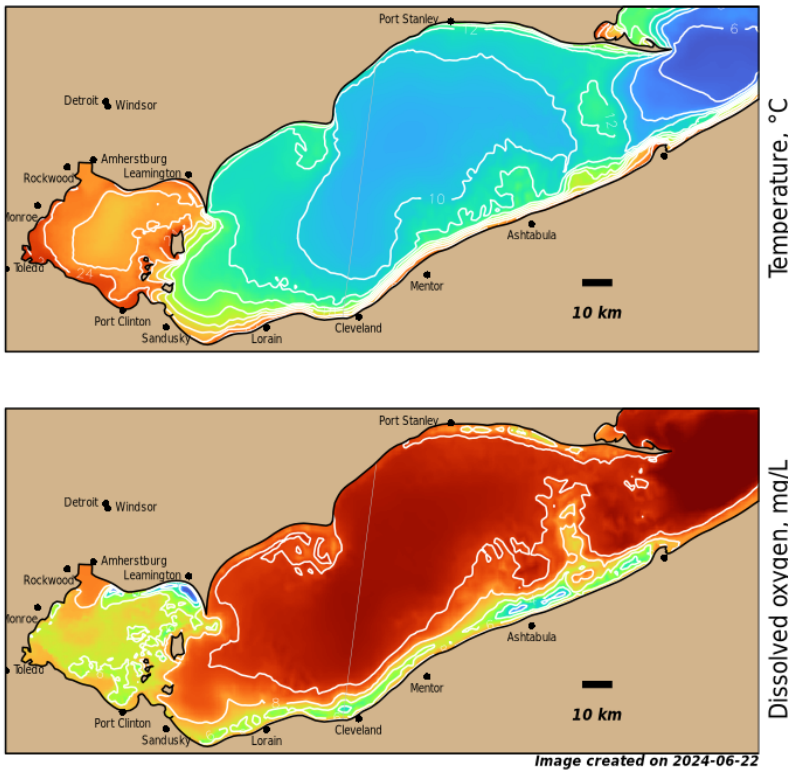 Port Stanley
12
6
Detroit
Windsor
12
Amherstburg
Rockwood
Leamington
10
Monroe
Ashtabula
Toledo
24
Mentor
10 km
Port Clinton
Sandusky
Lorain
Cleveland
Temperature, °C
Port Stanley
Detroit
Windsor
Amherstburg
Rockwood
Leamington
Monroe
Ashtabula
Toledo
Mentor
10 km
8
Port Clinton
6
Sandusky
Lorain
Cleveland
Dissolved oxygen, mg/L
Image created on 2024-06-22